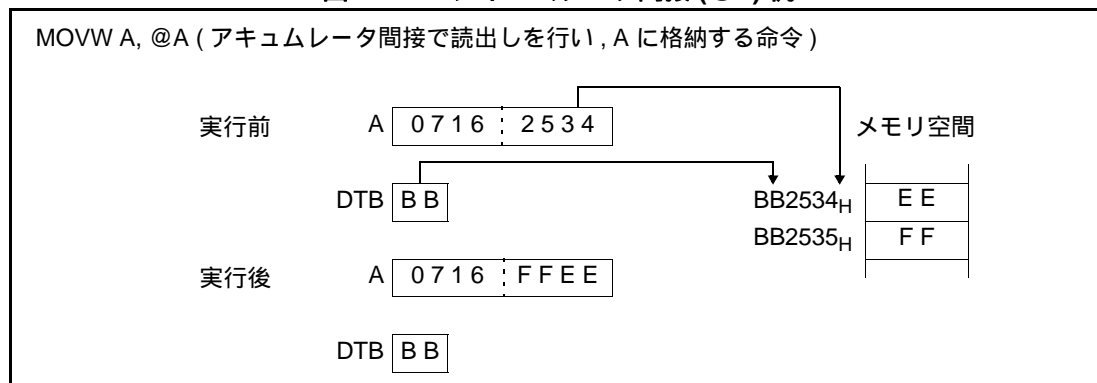 MOVW A, @A ( アキュムレータ間接で読出しを行い , A に格納する命令 )
実行前 A 0716 2534 メモリ空間
DTB BB BB2534H EE
BB2535H FF
実行後 A 0716 FFEE
DTB BB